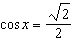 cos x = √2/2